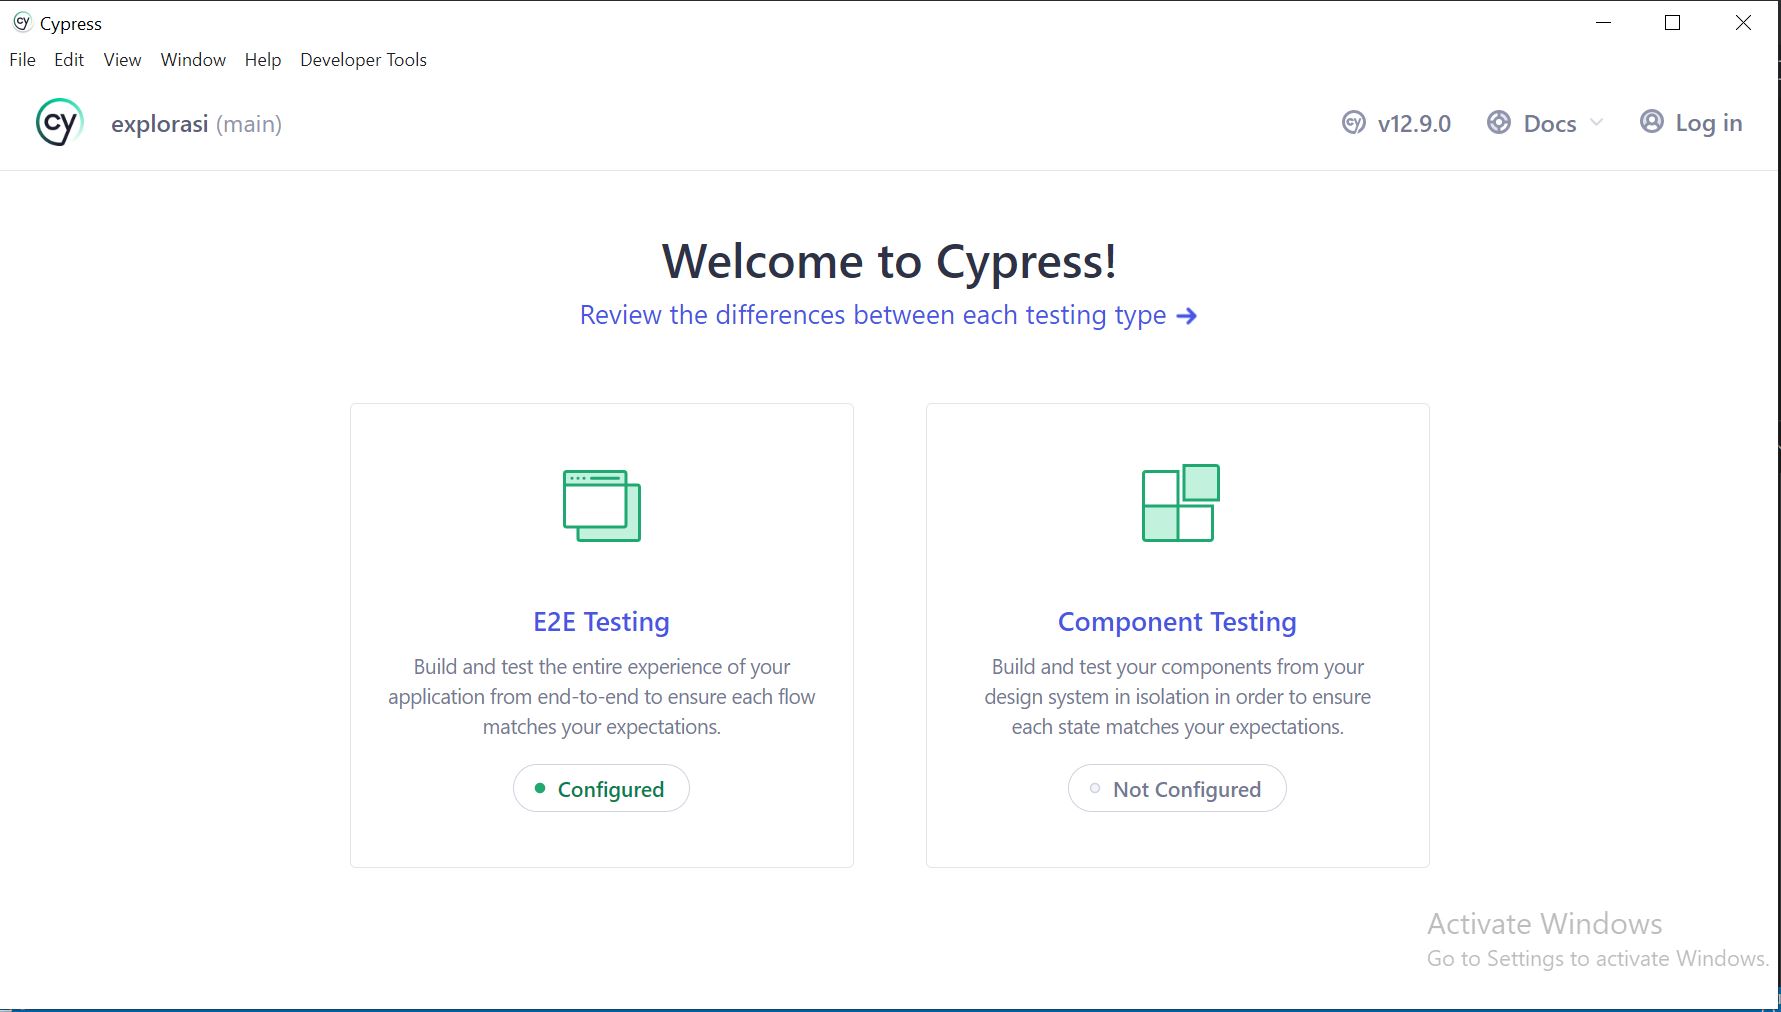 Cypress
File Edit View Window Help Developer Tools
cy explorasi (main) v12.9.0 Docs Log in
Welcome to Cypress!
Review the differences between each testing type →
E2E Testing
Build and test the entire experience of your
application from end-to-end to ensure each flow
matches your expectations.
Configured
Component Testing
Build and test your components from your
design system in isolation in order to ensure
each state matches your expectations.
Not Configured
Activate Windows
Go to Settings to activate Windows.